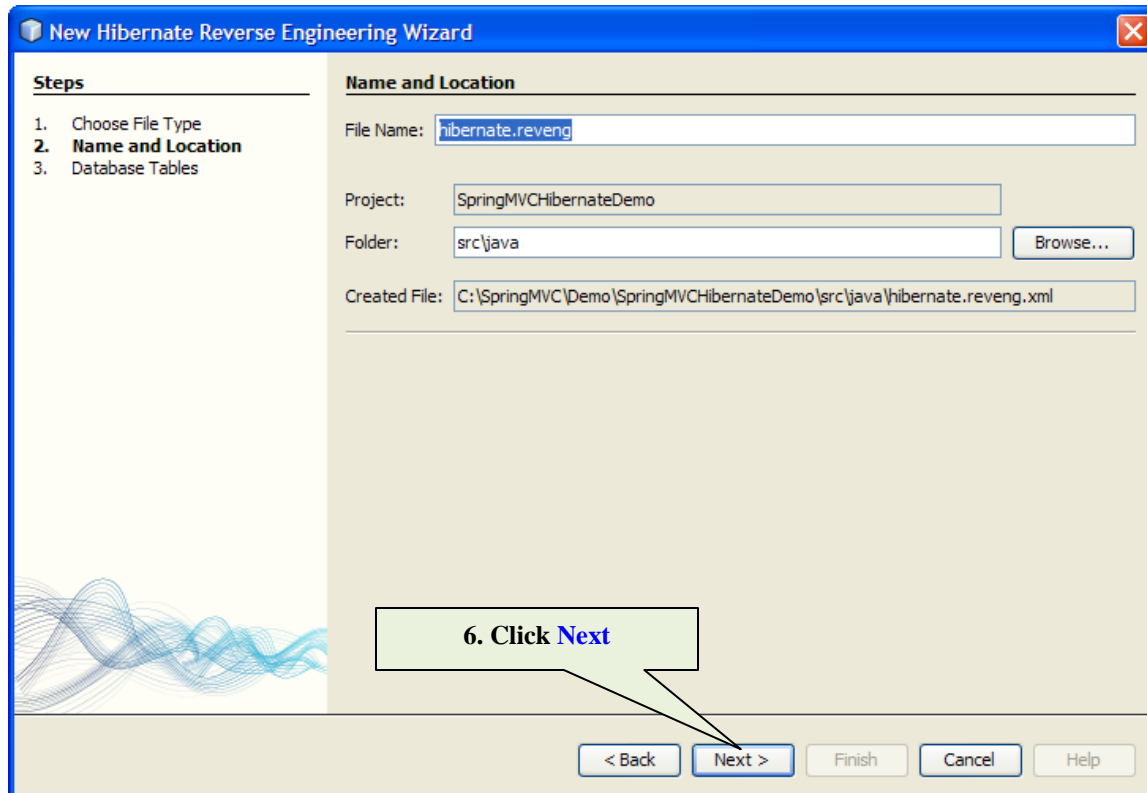 New Hibernate Reverse Engineering Wizard
Steps
1. Choose File Type
2. Name and Location
3. Database Tables
Name and Location
File Name: hibernate.reveng
Project: SpringMVCHibernateDemo
Folder: src\java Browse...
Created File: C:\SpringMVC\Demo\SpringMVCHibernateDemo\src\java\hibernate.reveng.xml
6. Click Next
< Back Next > Finish Cancel Help